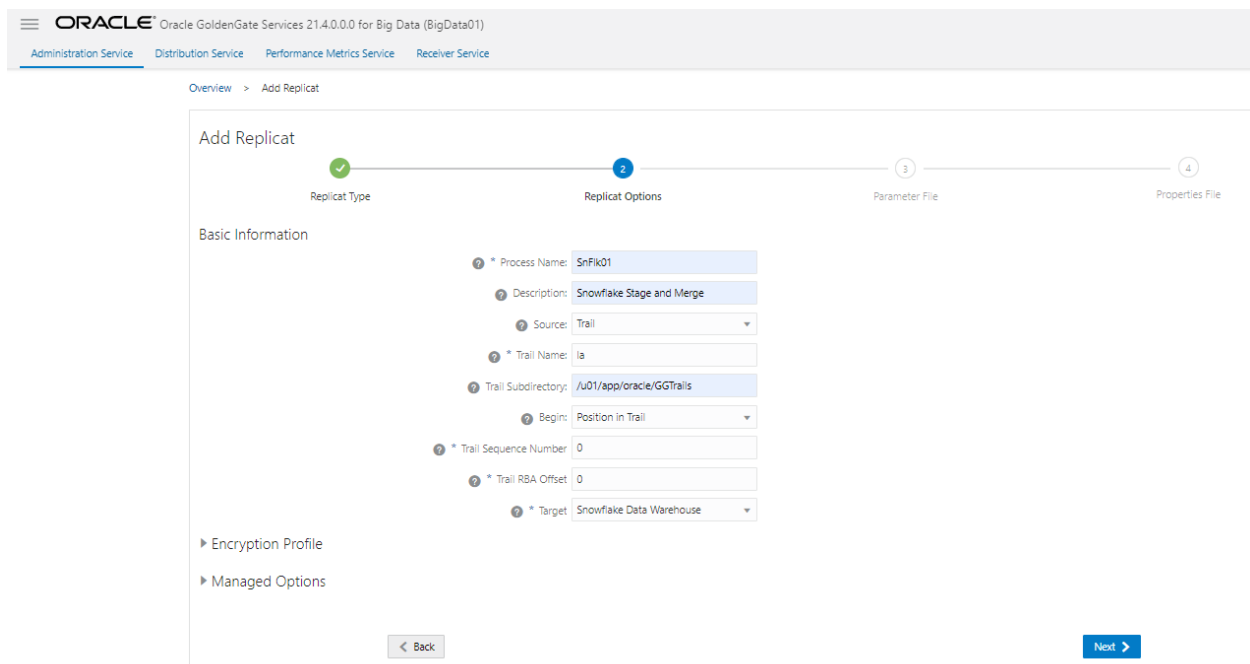 ORACLE Oracle GoldenGate Services 21.4.0.0.0 for Big Data (BigData01)
Administration Service Distribution Service Performance Metrics Service Receiver Service
Overview > Add Replicat
Add Replicat
2 3 4
Replicat Type Replicat Options Parameter File Properties File
Basic Information
? * Process Name: SnFlk01
? Description: Snowflake Stage and Merge
? Source: Trail
? * Trail Name: la
? Trail Subdirectory: /u01/app/oracle/GGTrails
? Begin: Position in Trail
? * Trail Sequence Number 0
? * Trail RBA Offset 0
? * Target Snowflake Data Warehouse
Encryption Profile
Managed Options
Back Next